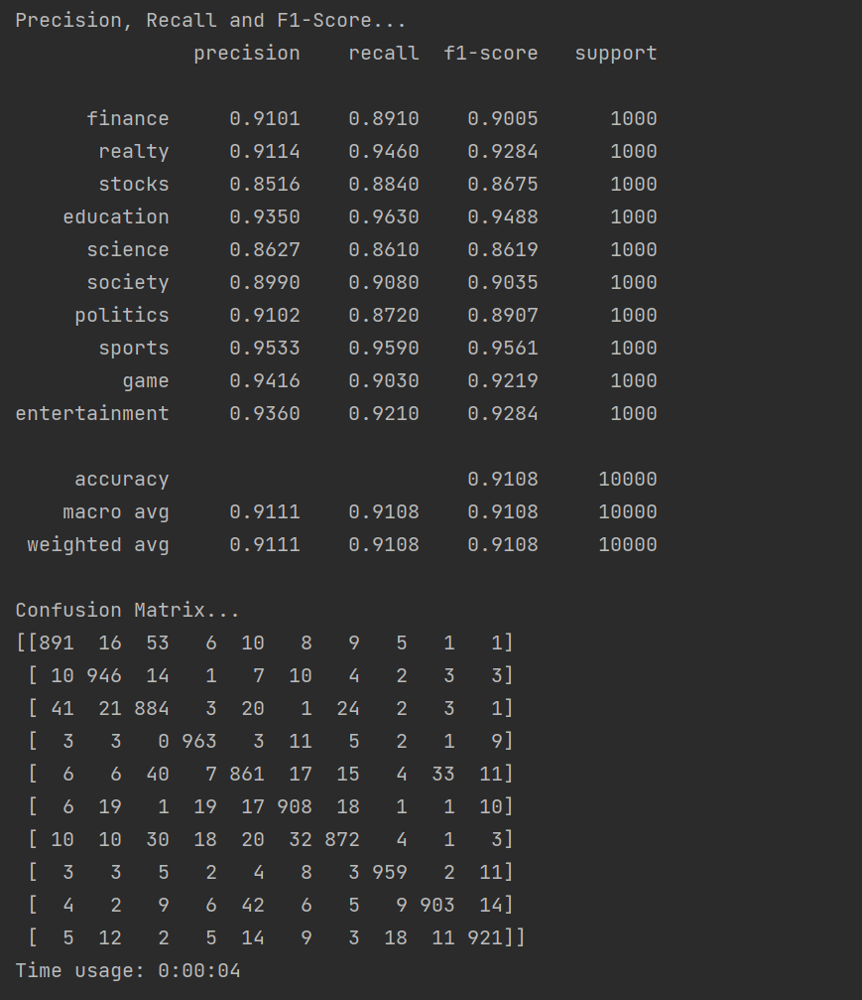 Precision, Recall and F1-Score...
precision recall f1-score support
finance 0.9101 0.8910 0.9005 1000
realty 0.9114 0.9460 0.9284 1000
stocks 0.8516 0.8840 0.8675 1000
education 0.9350 0.9630 0.9488 1000
science 0.8627 0.8610 0.8619 1000
society 0.8990 0.9080 0.9035 1000
politics 0.9102 0.8720 0.8907 1000
sports 0.9533 0.9590 0.9561 1000
game 0.9416 0.9030 0.9219 1000
entertainment 0.9360 0.9210 0.9284 1000
accuracy 0.9108 10000
macro avg 0.9111 0.9108 0.9108 10000
weighted avg 0.9111 0.9108 0.9108 10000
Confusion Matrix...
[[891 16 53 6 10 8 9 5 1 1]
[ 10 946 14 1 7 10 4 2 3 3]
[ 41 21 884 3 20 1 24 2 3 1]
[ 3 3 0 963 3 11 5 2 1 9]
[ 6 6 40 7 861 17 15 4 33 11]
[ 6 19 1 19 17 908 18 1 1 10]
[ 10 10 30 18 20 32 872 4 1 3]
[ 3 3 5 2 4 8 3 959 2 11]
[ 4 2 9 6 42 6 5 9 903 14]
[ 5 12 2 5 14 9 3 18 11 921]]
Time usage: 0:00:04